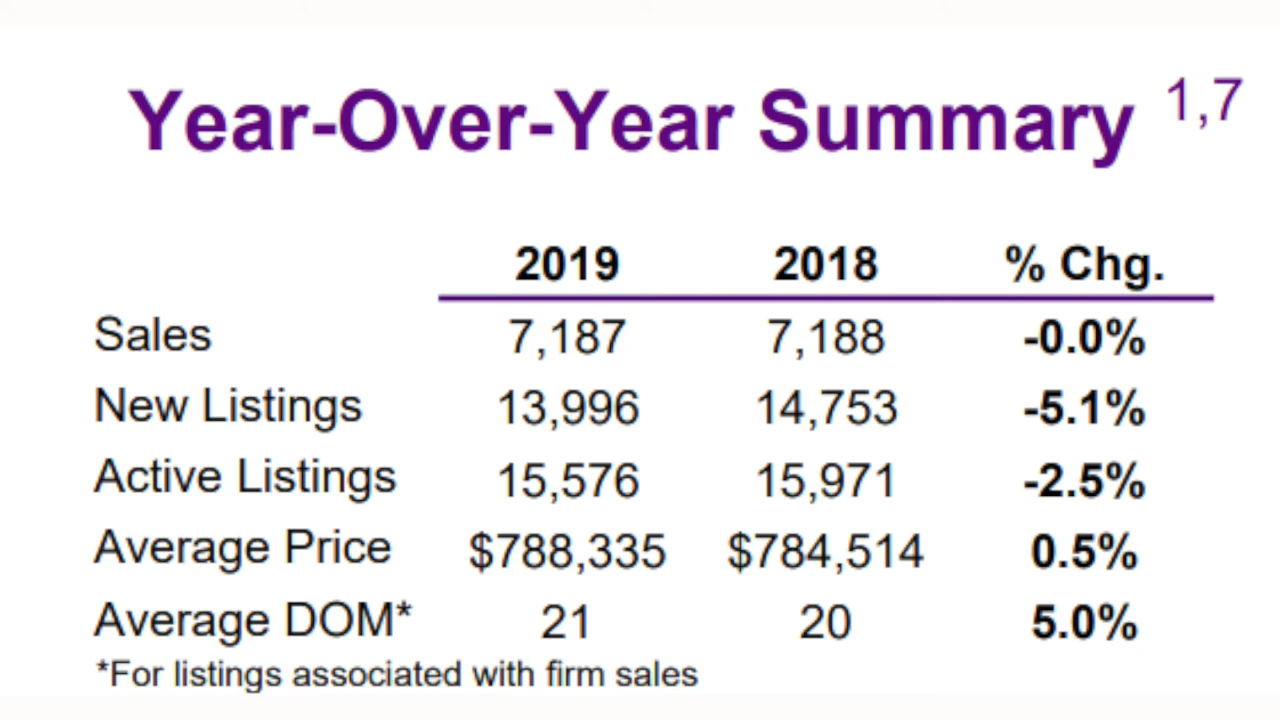 Year-Over-Year Summary 1,7
2019 2018 % Chg.
Sales 7,187 7,188 -0.0%
New Listings 13,996 14,753 -5.1%
Active Listings 15,576 15,971 -2.5%
Average Price $788,335 $784,514 0.5%
Average DOM* 21 20 5.0%
*For listings associated with firm sales